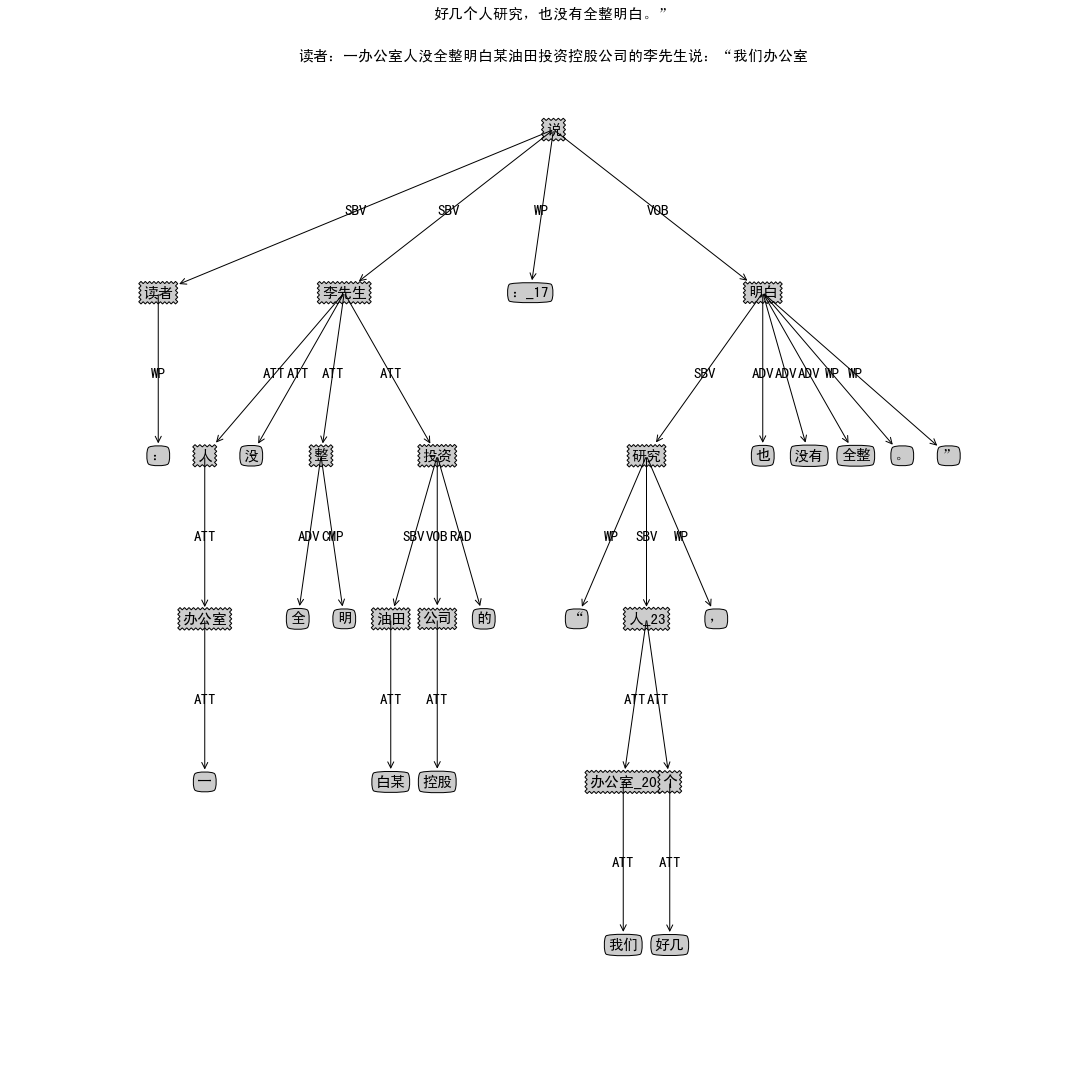 好几个人研究，也没有全整明白。”
读者：一办公室人没全整明白某油田投资控股公司的李先生说：“我们办公室
说
SBV SBV WP VOB
读者 李先生 ：_17 明白
WP ATT ATT ATT ATT SBV ADV ADV ADV WP WP
： 人 没 整 投资 研究 也 没有 全整 。 ”
ATT ADV CMP SBV VOB RAD WP SBV WP
办公室 全 明 油田 公司 的 “ 人_23 ，
ATT ATT ATT ATT ATT
一 白某 控股 办公室_20 个
ATT ATT
我们 好几